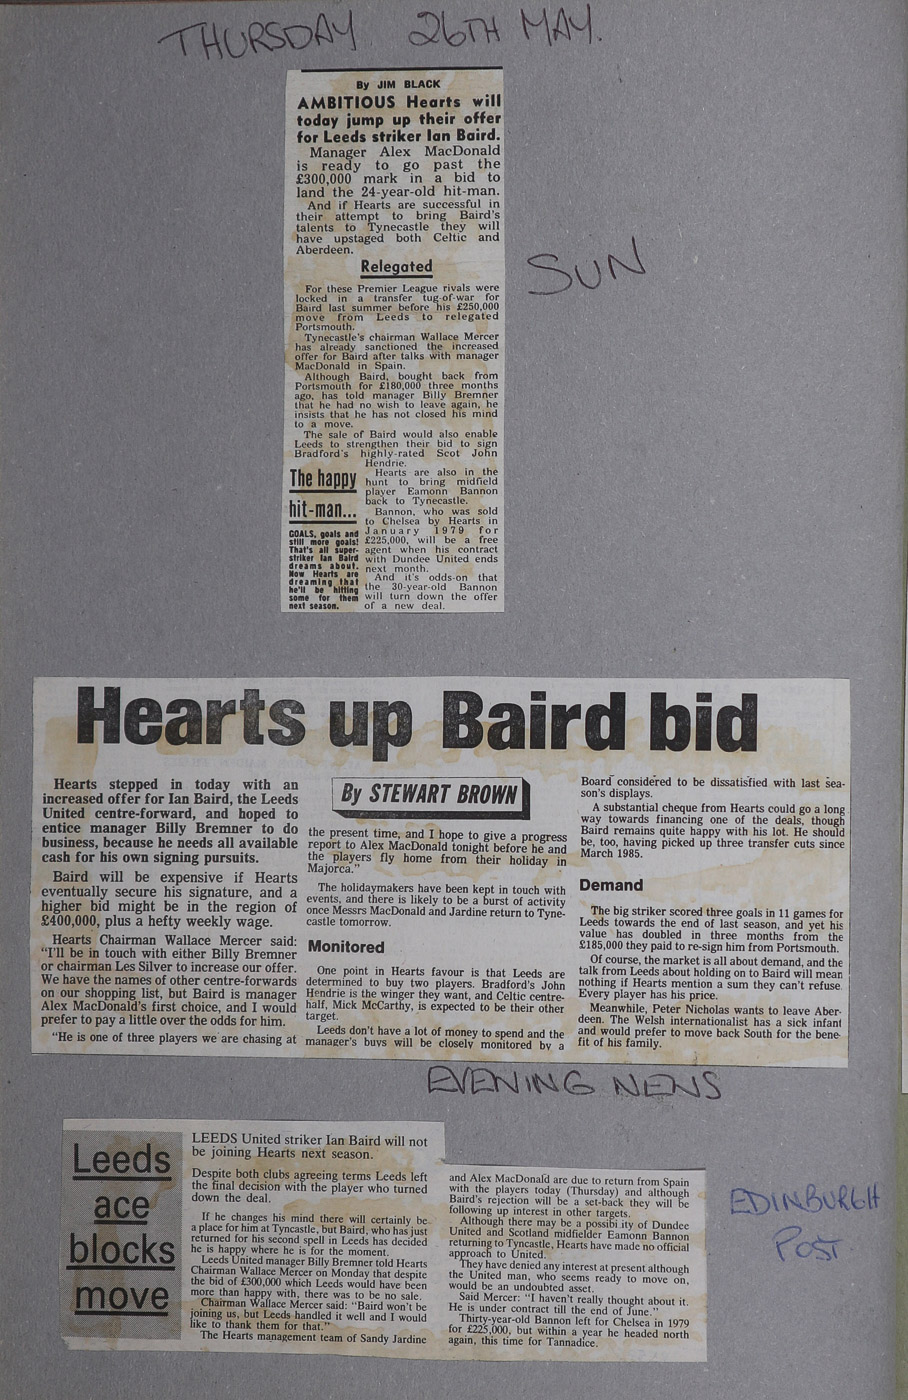 THURSDAY 26TH MAY.
By JIM BLACK
AMBITIOUS Hearts will
today jump up their offer
for Leeds striker Ian Baird.
Manager Alex MacDonald
is ready to go past the
£300,000 mark in a bid to
land the 24-year-old hit-man.
And if Hearts are successful in
their attempt to bring Baird's
talents to Tynecastle they will
have upstaged both Celtic and
Aberdeen.
Relegated
For these Premier League rivals were
locked in a transfer tug-of-war for
Baird last summer before his £250,000
move from Leeds to relegated
Portsmouth.
Tynecastle's chairman Wallace Mercer
has already sanctioned the increased
offer for Baird after talks with manager
MacDonald in Spain.
Although Baird, bought back from
Portsmouth for £180,000 three months
ago, has told manager Billy Bremner
that he had no wish to leave again, he
insists that he has not closed his mind
to a move.
The sale of Baird would also enable
Leeds to strengthen their bid to sign
Bradford's highly-rated Scot John
Hendrie.
Hearts are also in the
hunt to bring midfield
player Eamonn Bannon
back to Tynecastle.
Bannon, who was sold
to Chelsea by Hearts in
January 1979 for
£225,000, will be a free
agent when his contract
with Dundee United ends
next month.
And it's odds-on that
the 30-year-old Bannon
will turn down the offer
of a new deal.
The happy
hit-man...
GOALS, goals and
still more goals!
That's all super-
striker Ian Baird
dreams about.
Now Hearts are
dreaming that
he'll be hitting
some for them
next season.
SUN
Hearts up Baird bid
Hearts stepped in today with an
increased offer for Ian Baird, the Leeds
United centre-forward, and hoped to
entice manager Billy Bremner to do
business, because he needs all available
cash for his own signing pursuits.
Baird will be expensive if Hearts
eventually secure his signature, and a
higher bid might be in the region of
£400,000, plus a hefty weekly wage.
Hearts Chairman Wallace Mercer said:
"I'll be in touch with either Billy Bremner
or chairman Les Silver to increase our offer.
We have the names of other centre-forwards
on our shopping list, but Baird is manager
Alex MacDonald's first choice, and I would
prefer to pay a little over the odds for him.
"He is one of three players we are chasing at
By STEWART BROWN
the present time, and I hope to give a progress
report to Alex MacDonald tonight before he and
the players fly home from their holiday in
Majorca."
The holidaymakers have been kept in touch with
events, and there is likely to be a burst of activity
once Messrs MacDonald and Jardine return to Tyne-
castle tomorrow.
Monitored
One point in Hearts favour is that Leeds are
determined to buy two players. Bradford's John
Hendrie is the winger they want, and Celtic centre-
half, Mick McCarthy, is expected to be their other
target.
Leeds don't have a lot of money to spend and the
manager's buys will be closely monitored by a
Board considered to be dissatisfied with last sea-
son's displays.
A substantial cheque from Hearts could go a long
way towards financing one of the deals, though
Baird remains quite happy with his lot. He should
be, too, having picked up three transfer cuts since
March 1985.
Demand
The big striker scored three goals in 11 games for
Leeds towards the end of last season, and yet his
value has doubled in three months from the
£185,000 they paid to re-sign him from Portsmouth.
Of course, the market is all about demand, and the
talk from Leeds about holding on to Baird will mean
nothing if Hearts mention a sum they can't refuse.
Every player has his price.
Meanwhile, Peter Nicholas wants to leave Aber-
deen. The Welsh internationalist has a sick infant
and would prefer to move back South for the bene-
fit of his family.
EVENING NEWS
Leeds
ace
blocks
move
LEEDS United striker Ian Baird will not
be joining Hearts next season.
Despite both clubs agreeing terms Leeds left
the final decision with the player who turned
down the deal.
If he changes his mind there will certainly be
a place for him at Tyncastle, but Baird, who has just
returned for his second spell in Leeds has decided
he is happy where he is for the moment.
Leeds United manager Billy Bremner told Hearts
Chairman Wallace Mercer on Monday that despite
the bid of £300,000 which Leeds would have been
more than happy with, there was to be no sale.
Chairman Wallace Mercer said: "Baird won't be
joining us, but Leeds handled it well and I would
like to thank them for that."
The Hearts management team of Sandy Jardine
and Alex MacDonald are due to return from Spain
with the players today (Thursday) and although
Baird's rejection will be a set-back they will be
following up interest in other targets.
Although there may be a possibi ity of Dundee
United and Scotland midfielder Eamonn Bannon
returning to Tyncastle, Hearts have made no official
approach to United.
They have denied any interest at present although
the United man, who seems ready to move on,
would be an undoubted asset.
Said Mercer: "I haven't really thought about it.
He is under contract till the end of June."
Thirty-year-old Bannon left for Chelsea in 1979
for £225,000, but within a year he headed north
again, this time for Tannadice.
EDINBURGH
POST